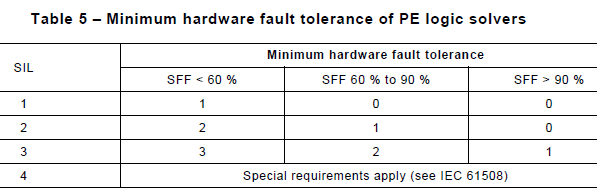 Table 5 – Minimum hardware fault tolerance of PE logic solvers
SIL
Minimum hardware fault tolerance
SFF < 60 % SFF 60 % to 90 % SFF > 90 %
1 1 0 0
2 2 1 0
3 3 2 1
4 Special requirements apply (see IEC 61508)